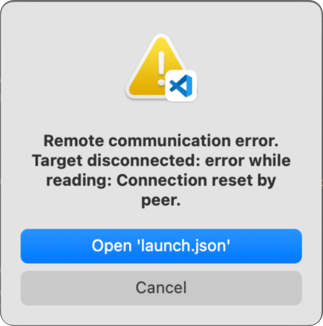 Remote communication error.
Target disconnected: error while
reading: Connection reset by
peer.
Open 'launch.json'
Cancel